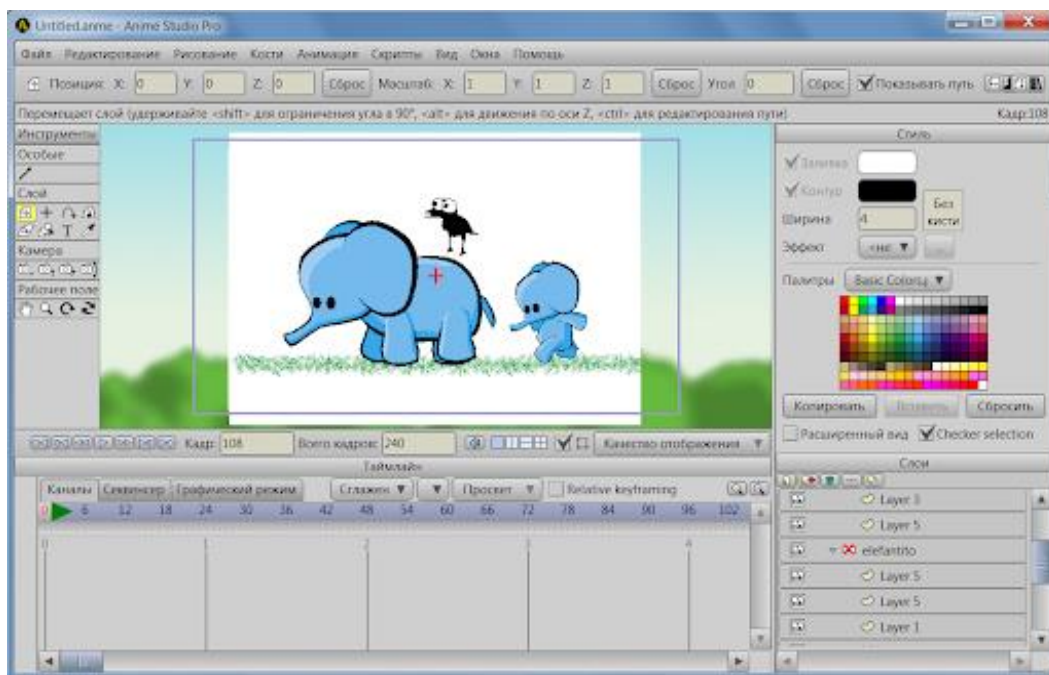 Untitled.anme - Anime Studio Pro
Файл Редактирование Рисование Кости Анимация Скрипты Вид Окна Помощь
Позиция: X: 0 Y: 0 Z: 0 Сброс Масштаб: X: 1 Y: 1 Z: 1 Сброс Угол 0 Сброс Показывать путь
Перемещает слой (удерживайте <shift> для ограничения угла в 90°, <alt> для движения по оси Z, <ctrl> для редактирования пути) Кадр:108
Инструменты
Особые
Слой
T
Камера
Рабочее поле
Стиль
Заливка
Контур
Ширина 4
Без кисти
Эффект <не
Палитры Basic Colors
Копировать Вставить Сбросить
Расширенный вид Checker selection
Кадр: 108 Всего кадров: 240 Качество отображения
Таймлайн
Каналы Секвенсер Графический режим Сглажен 1 Просвет Relative keyframing
0 6 12 18 24 30 36 42 48 54 60 66 72 78 84 90 96 102
0 1 2 3 4
Слои
Layer 3
Layer 5
elefantito
Layer 5
Layer 5
Layer 1